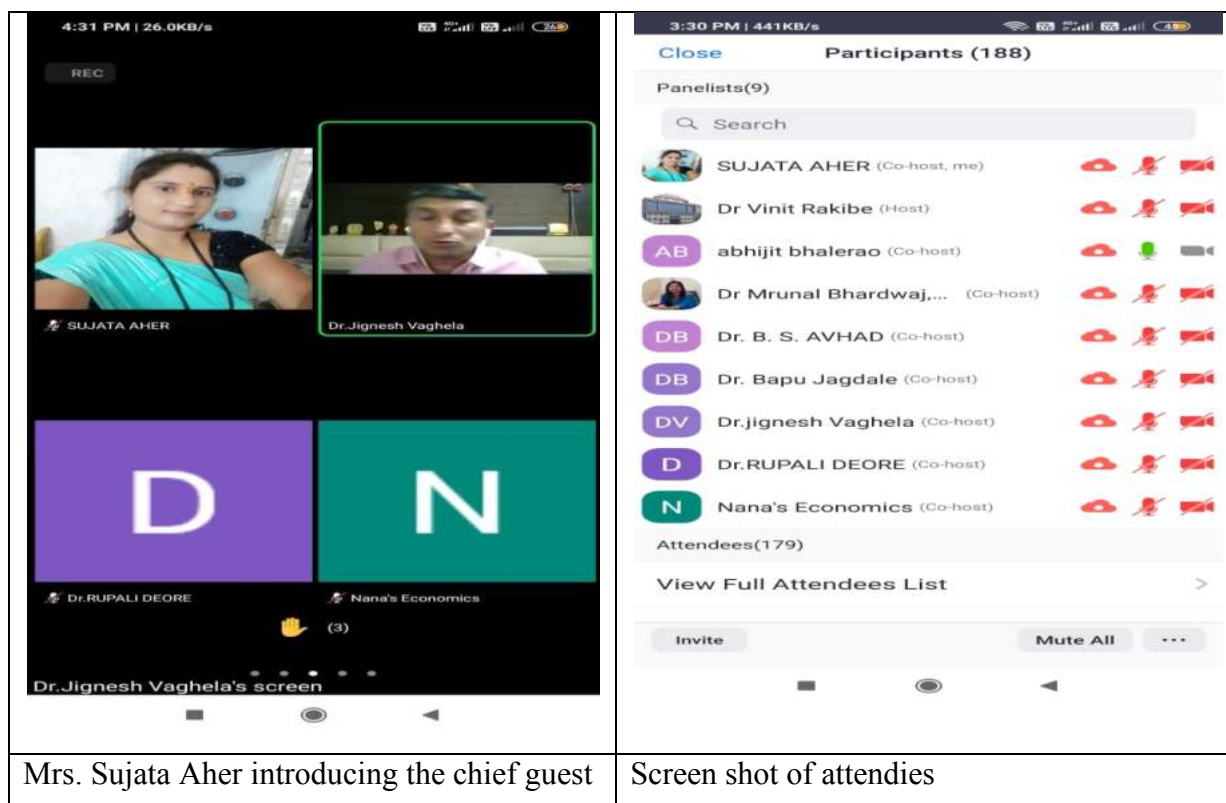 4:31 PM | 26.0KB/s
26
REC
SUJATA AHER
Dr.Jignesh Vaghela
D
N
Dr.RUPALI DEORE
Nana's Economics
(3)
Dr.Jignesh Vaghela's screen
Mrs. Sujata Aher introducing the chief guest
3:30 PM | 441KB/s
Close Participants (188)
Panelists(9)
Search
SUJATA AHER (Co-host, me)
Dr Vinit Rakibe (Host)
AB abhijit bhalerao (Co-host)
Dr Mrunal Bhardwaj,... (Co-host)
DB Dr. B. S. AVHAD (Co-host)
DB Dr. Bapu Jagdale (Co-host)
DV Dr.jignesh Vaghela (Co-host)
D Dr.RUPALI DEORE (Co-host)
N Nana's Economics (Co-host)
Attendees(179)
View Full Attendees List >
Invite Mute All ...
Screen shot of attendies